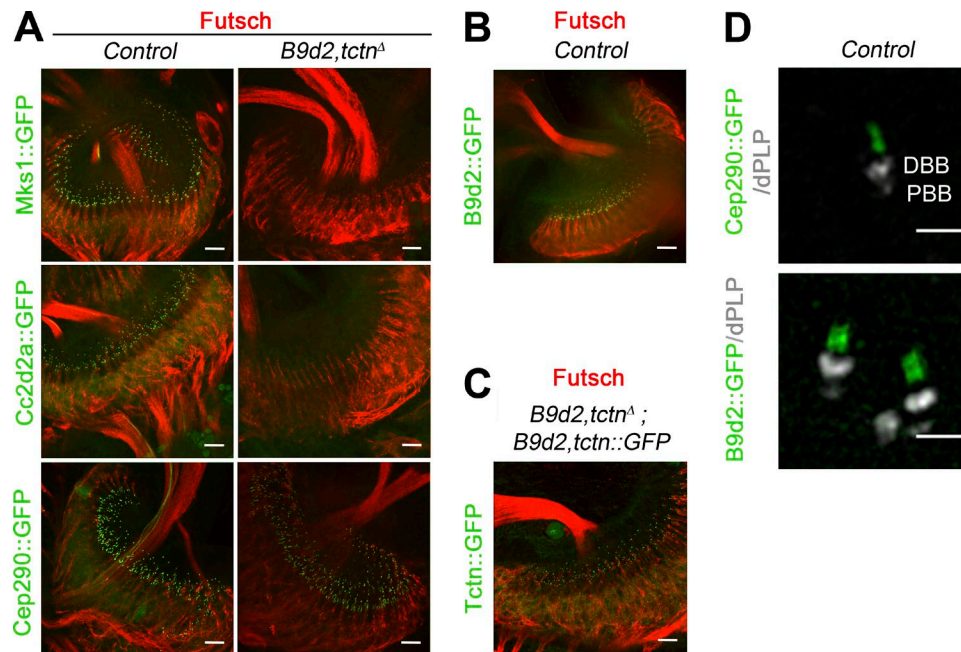 A
Futsch
Control
B9d2,tctnΔ
Mks1::GFP
Cc2d2a::GFP
Cep290::GFP
B
Futsch
Control
B9d2::GFP
C
Futsch
B9d2,tctnΔ ;
B9d2,tctn::GFP
Tctn::GFP
D
Control
Cep290::GFP
/dPLP
DBB
PBB
B9d2::GFP/dPLP